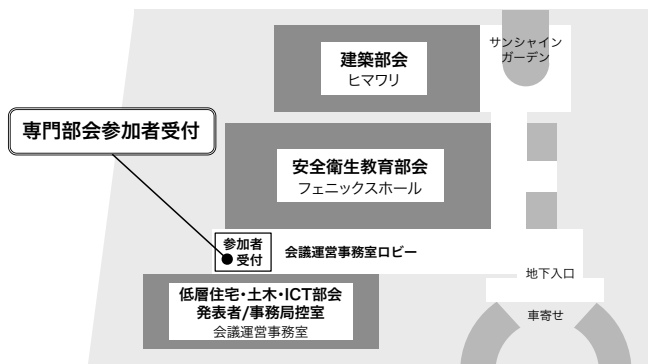 建築部会
ヒマワリ
サンシャイン
ガーデン
専門部会参加者受付
安全衛生教育部会
フェニックスホール
参加者
受付
会議運営事務室ロビー
地下入口
低層住宅・土木・ICT部会
発表者/事務局控室
会議運営事務室
車寄せ